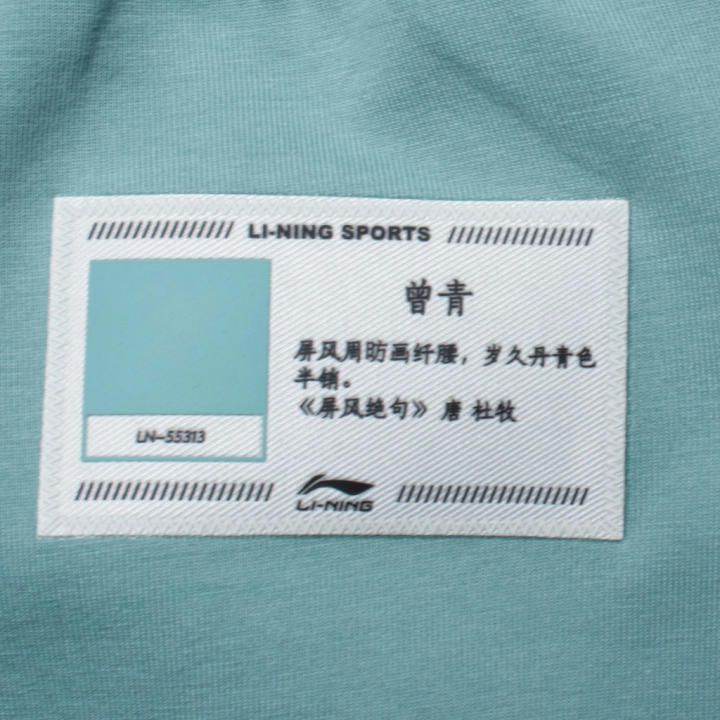 LI-NING SPORTS
曾青
屏风周昉画纤腰，岁久丹青色
半销。
《屏风绝句》 唐 杜牧
LN-55313
LI-NING